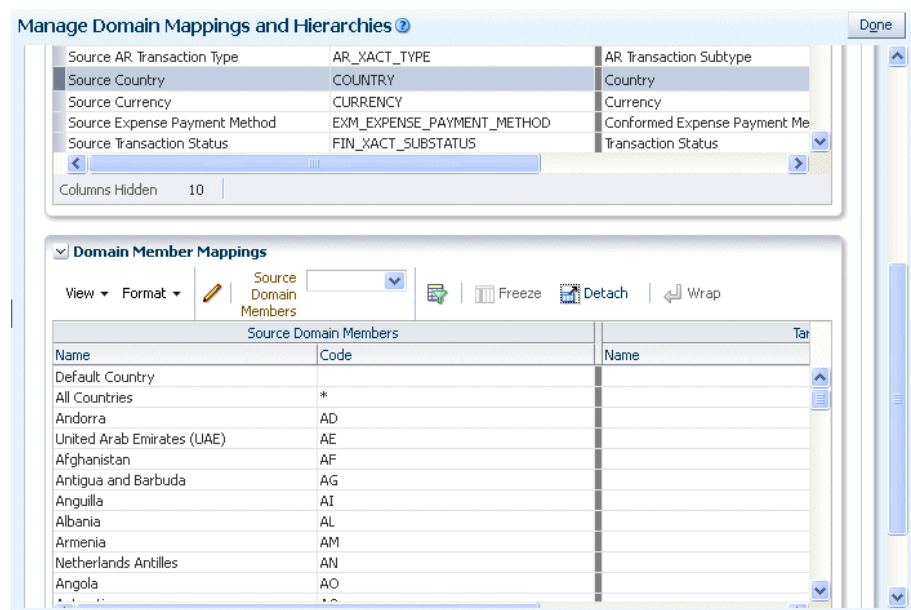 Manage Domain Mappings and Hierarchies Done
Source AR Transaction Type AR_XACT_TYPE AR Transaction Subtype
Source Country COUNTRY Country
Source Currency CURRENCY Currency
Source Expense Payment Method EXM_EXPENSE_PAYMENT_METHOD Conformed Expense Payment Me
Source Transaction Status FIN_XACT_SUBSTATUS Transaction Status
Columns Hidden 10
Domain Member Mappings
View Format Source Domain Members Freeze Detach Wrap
Source Domain Members Tar
Name Code Name
Default Country
All Countries *
Andorra AD
United Arab Emirates (UAE) AE
Afghanistan AF
Antigua and Barbuda AG
Anguilla AI
Albania AL
Armenia AM
Netherlands Antilles AN
Angola AO